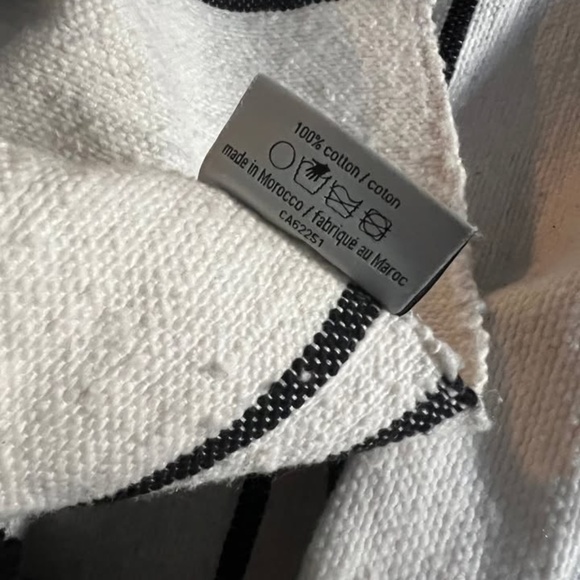 100% cotton / coton
made in Morocco / fabriqué au Maroc
CA62251